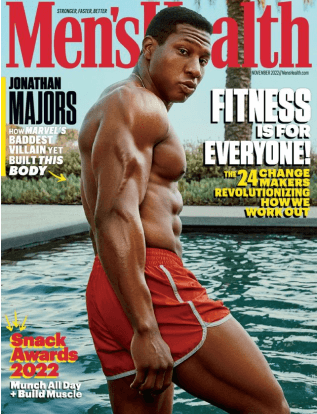 STRONGER, FASTER, BETTER
Men's Health
NOVEMBER 2022//MensHealth.com
JONATHAN
MAJORS
HOW MARVEL'S
BADDEST
VILLAIN YET
BUILT THIS
BODY
FITNESS
IS FOR
EVERYONE!
THE 24 CHANGE
MAKERS
REVOLUTIONIZING
HOW WE
WORK OUT
Snack
Awards
2022
Munch All Day
+ Build Muscle